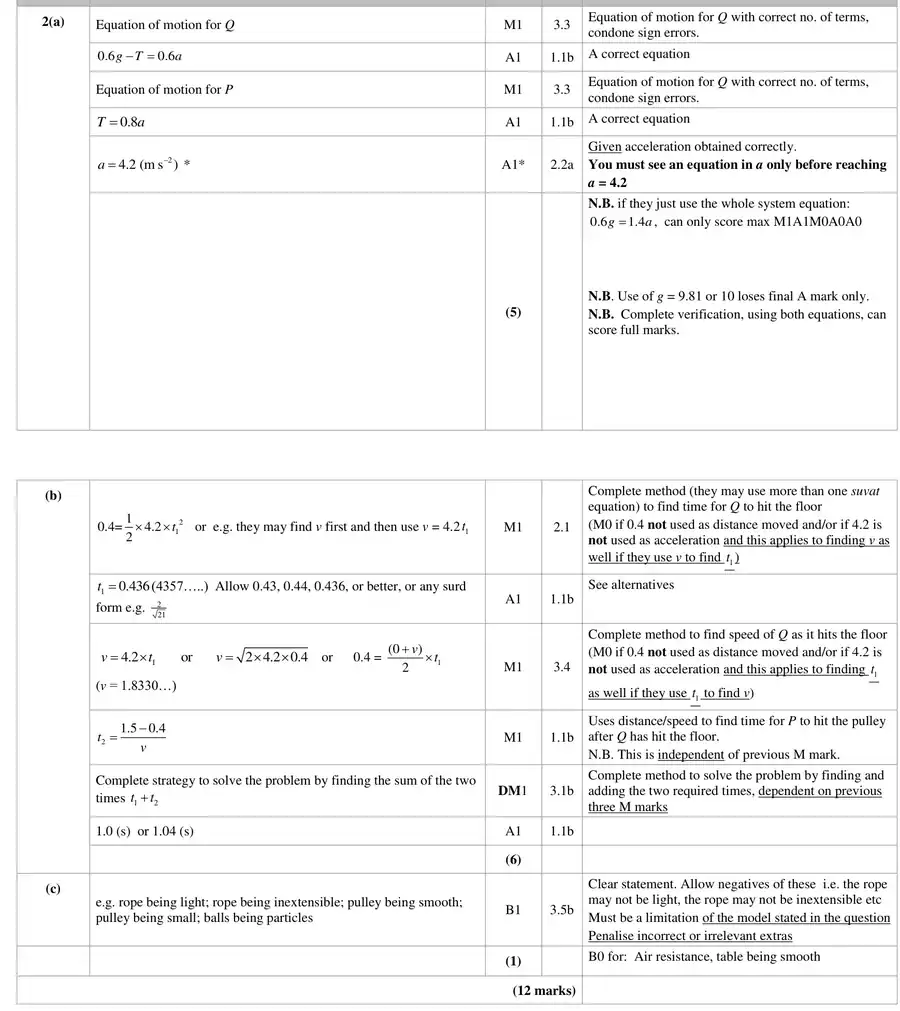 2(a)
Equation of motion for Q
M1
3.3
Equation of motion for Q with correct no. of terms,
condone sign errors.
0.6g − T = 0.6a
A1
1.1b
A correct equation
Equation of motion for P
M1
3.3
Equation of motion for Q with correct no. of terms,
condone sign errors.
T = 0.8a
A1
1.1b
A correct equation
a = 4.2 (m s⁻²) *
A1*
2.2a
Given acceleration obtained correctly.
You must see an equation in a only before reaching
a = 4.2
N.B. if they just use the whole system equation:
0.6g = 1.4a , can only score max M1A1M0A0A0
(5)
N.B. Use of g = 9.81 or 10 loses final A mark only.
N.B. Complete verification, using both equations, can
score full marks.
(b)
0.4= 1/2 × 4.2 × t₁² or e.g. they may find v first and then use v = 4.2t₁
M1
2.1
Complete method (they may use more than one suvat
equation) to find time for Q to hit the floor
(M0 if 0.4 not used as distance moved and/or if 4.2 is
not used as acceleration and this applies to finding v as
well if they use v to find t₁)
t₁ = 0.436(4357…..) Allow 0.43, 0.44, 0.436, or better, or any surd
form e.g. 2/√21
A1
1.1b
See alternatives
v = 4.2 × t₁ or v = √2×4.2×0.4 or 0.4 = (0+v)/2 × t₁
(v = 1.8330…)
M1
3.4
Complete method to find speed of Q as it hits the floor
(M0 if 0.4 not used as distance moved and/or if 4.2 is
not used as acceleration and this applies to finding t₁
as well if they use t₁ to find v)
t₂ = 1.5 − 0.4/v
M1
1.1b
Uses distance/speed to find time for P to hit the pulley
after Q has hit the floor.
N.B. This is independent of previous M mark.
Complete strategy to solve the problem by finding the sum of the two
times t₁ + t₂
DM1
3.1b
Complete method to solve the problem by finding and
adding the two required times, dependent on previous
three M marks
1.0 (s) or 1.04 (s)
A1
1.1b
(6)
(c)
e.g. rope being light; rope being inextensible; pulley being smooth;
pulley being small; balls being particles
B1
3.5b
Clear statement. Allow negatives of these i.e. the rope
may not be light, the rope may not be inextensible etc
Must be a limitation of the model stated in the question
Penalise incorrect or irrelevant extras
(1)
B0 for: Air resistance, table being smooth
(12 marks)